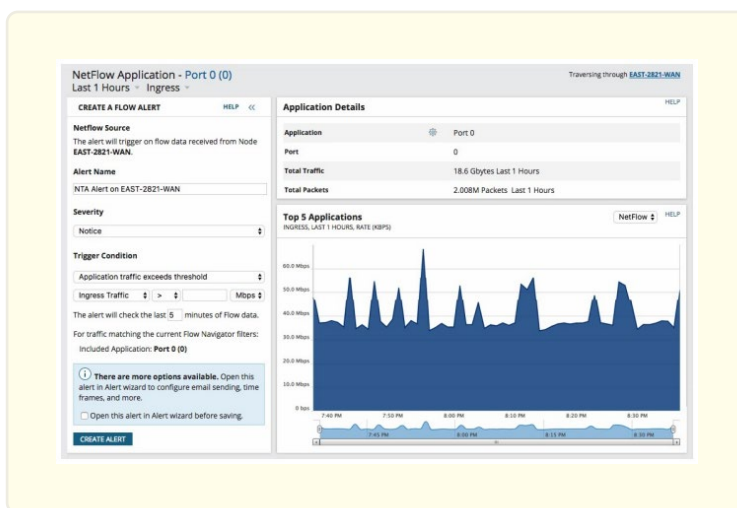 NetFlow Application - Port 0 (0)
Last 1 Hours Ingress
Traversing through EAST-2821-WAN
CREATE A FLOW ALERT HELP «
Netflow Source
The alert will trigger on flow data received from Node
EAST-2821-WAN.
Alert Name
NTA Alert on EAST-2821-WAN
Severity
Notice
Trigger Condition
Application traffic exceeds threshold
Ingress Traffic > Mbps
The alert will check the last 5 minutes of Flow data.
For traffic matching the current Flow Navigator filters:
Included Application: Port 0 (0)
There are more options available. Open this
alert in Alert wizard to configure email sending, time
frames, and more.
Open this alert in Alert wizard before saving.
CREATE ALERT
Application Details HELP
Application Port 0
Port 0
Total Traffic 18.6 Gbytes Last 1 Hours
Total Packets 2.008M Packets Last 1 Hours
Top 5 Applications NetFlow HELP
INGRESS, LAST 1 HOURS, RATE (KBPS)
60.0 Mbps
50.0 Mbps
40.0 Mbps
30.0 Mbps
20.0 Mbps
10.0 Mbps
0 bps
7:40 PM 7:50 PM 8:00 PM 8:10 PM 8:20 PM 8:30 PM
7:45 PM 8:00 PM 8:15 PM 8:30 PM